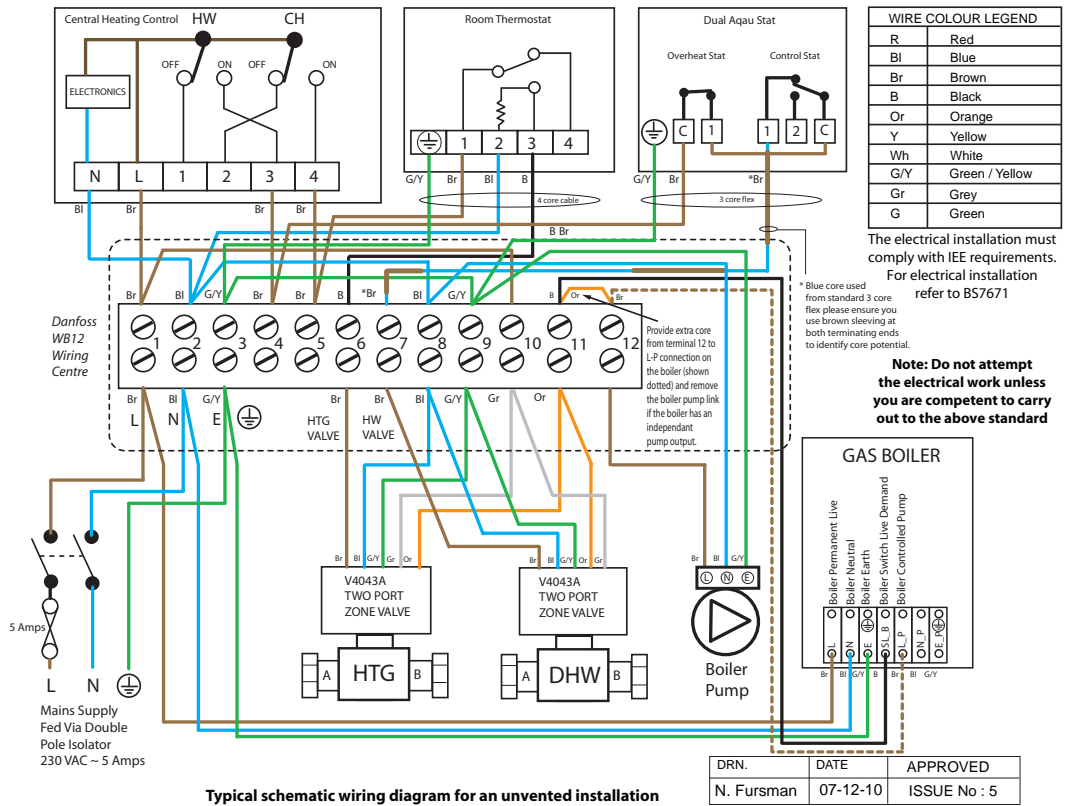 Central Heating Control
HW
CH
OFF
ON
OFF
ON
ELECTRONICS
N L 1 2 3 4
Bl Br Br Br
Room Thermostat
1 2 3 4
G/Y Br Bl B
4 core cable
Dual Aqau Stat
Overheat Stat
Control Stat
C 1 1 2 C
G/Y Br *Br
3 core flex
B Br
WIRE COLOUR LEGEND
R Red
Bl Blue
Br Brown
B Black
Or Orange
Y Yellow
Wh White
G/Y Green / Yellow
Gr Grey
G Green
The electrical installation must
comply with IEE requirements.
For electrical installation
refer to BS7671
* Blue core used
from standard 3 core
flex please ensure you
use brown sleeving at
both terminating ends
to identify core potential.
Note: Do not attempt
the electrical work unless
you are competent to carry
out to the above standard
Br Bl G/Y Br Br B *Br Bl G/Y B Or Br
Danfoss
WB12
Wiring
Centre
1 2 3 4 5 6 7 8 9 10 11 12
Provide extra core
from terminal 12 to
L-P connection on
the boiler (shown
dotted) and remove
the boiler pump link
if the boiler has an
independant
pump output.
Br Bl G/Y Br Br Bl G/Y Gr Or
L N E
HTG
VALVE
HW
VALVE
5 Amps
L N
Mains Supply
Fed Via Double
Pole Isolator
230 VAC ~ 5 Amps
Br Bl G/Y Gr Or
V4043A
TWO PORT
ZONE VALVE
A HTG B
Br Bl G/Y Or Gr
V4043A
TWO PORT
ZONE VALVE
A DHW B
Br Bl G/Y
L N E
Boiler
Pump
GAS BOILER
Boiler Permanent Live
Boiler Neutral
Boiler Earth
Boiler Switch Live Demand
Boiler Controlled Pump
L N E SL_B L_P N_P E_P
Br Bl G/Y B Br Bl G/Y
DRN. DATE APPROVED
N. Fursman 07-12-10 ISSUE No : 5
Typical schematic wiring diagram for an unvented installation